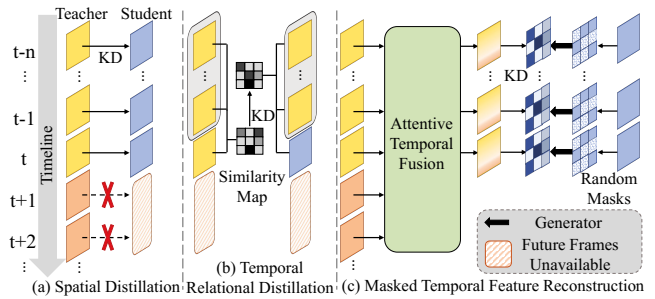 Teacher Student
t-n
KD
t-1
t
t+1
t+2
Timeline
(a) Spatial Distillation
KD
Similarity
Map
(b) Temporal
Relational Distillation
Attentive
Temporal
Fusion
KD
Random
Masks
Generator
Future Frames
Unavailable
(c) Masked Temporal Feature Reconstruction